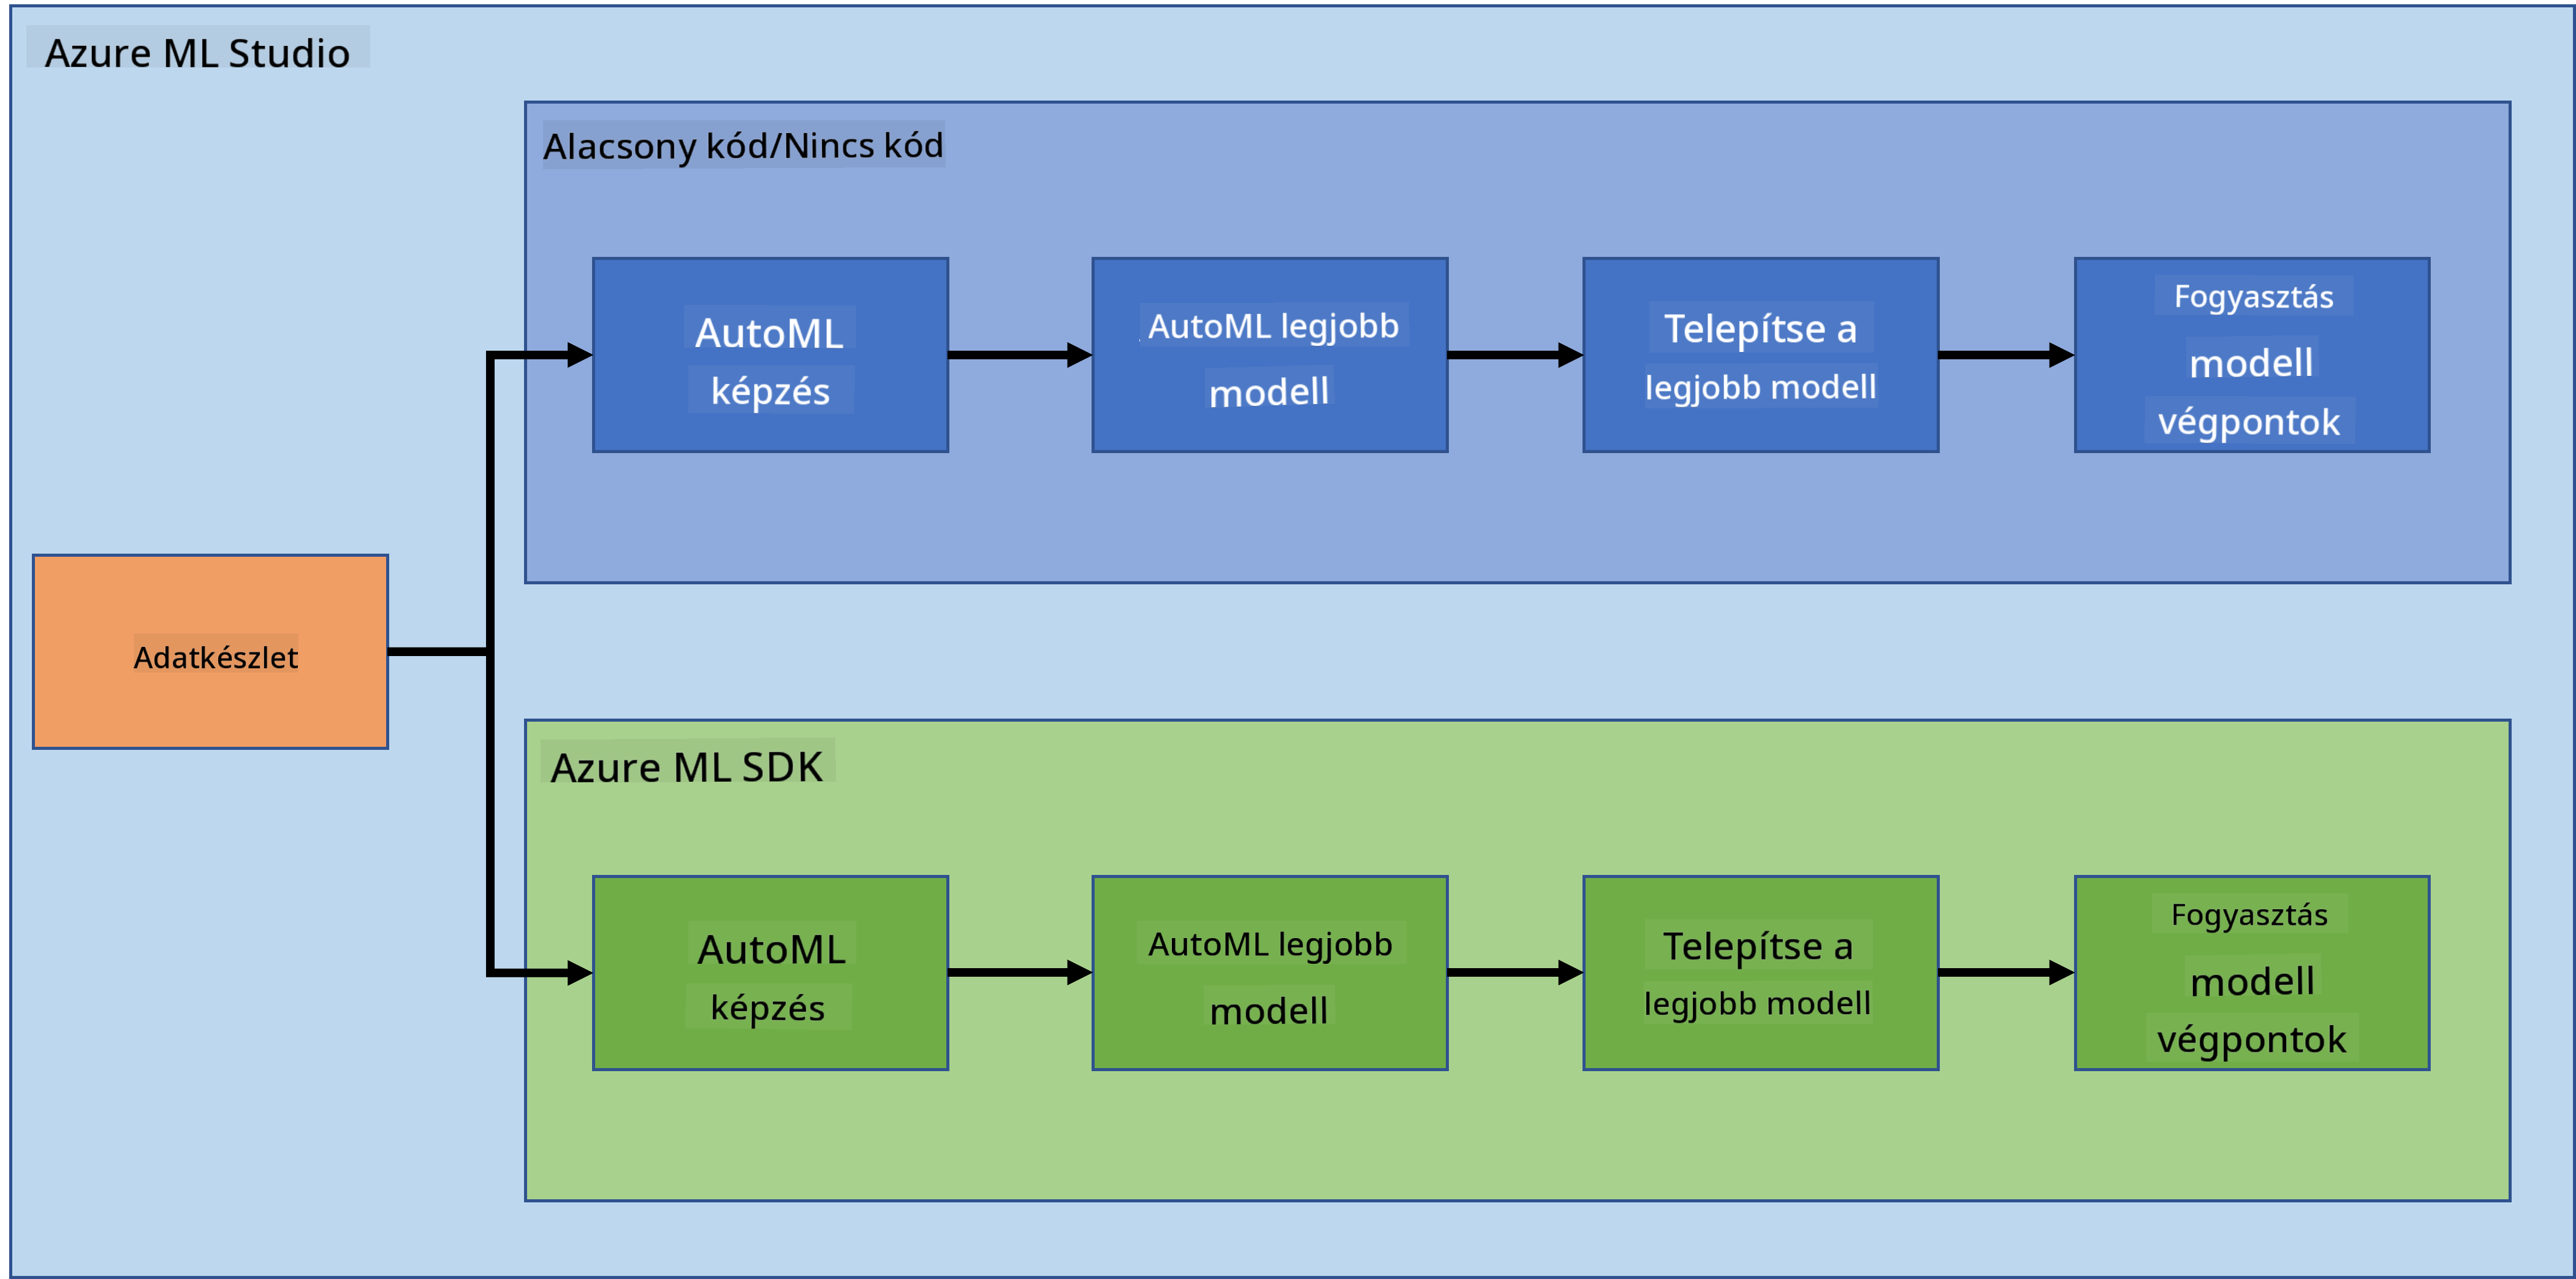 Azure ML Studio
Alacsony kód/Nincs kód
AutoML
képzés
AutoML legjobb
modell
Telepítse a
legjobb modell
Fogyasztás
modell
végpontok
Adatkészlet
Azure ML SDK
AutoML
képzés
AutoML legjobb
modell
Telepítse a
legjobb modell
Fogyasztás
modell
végpontok